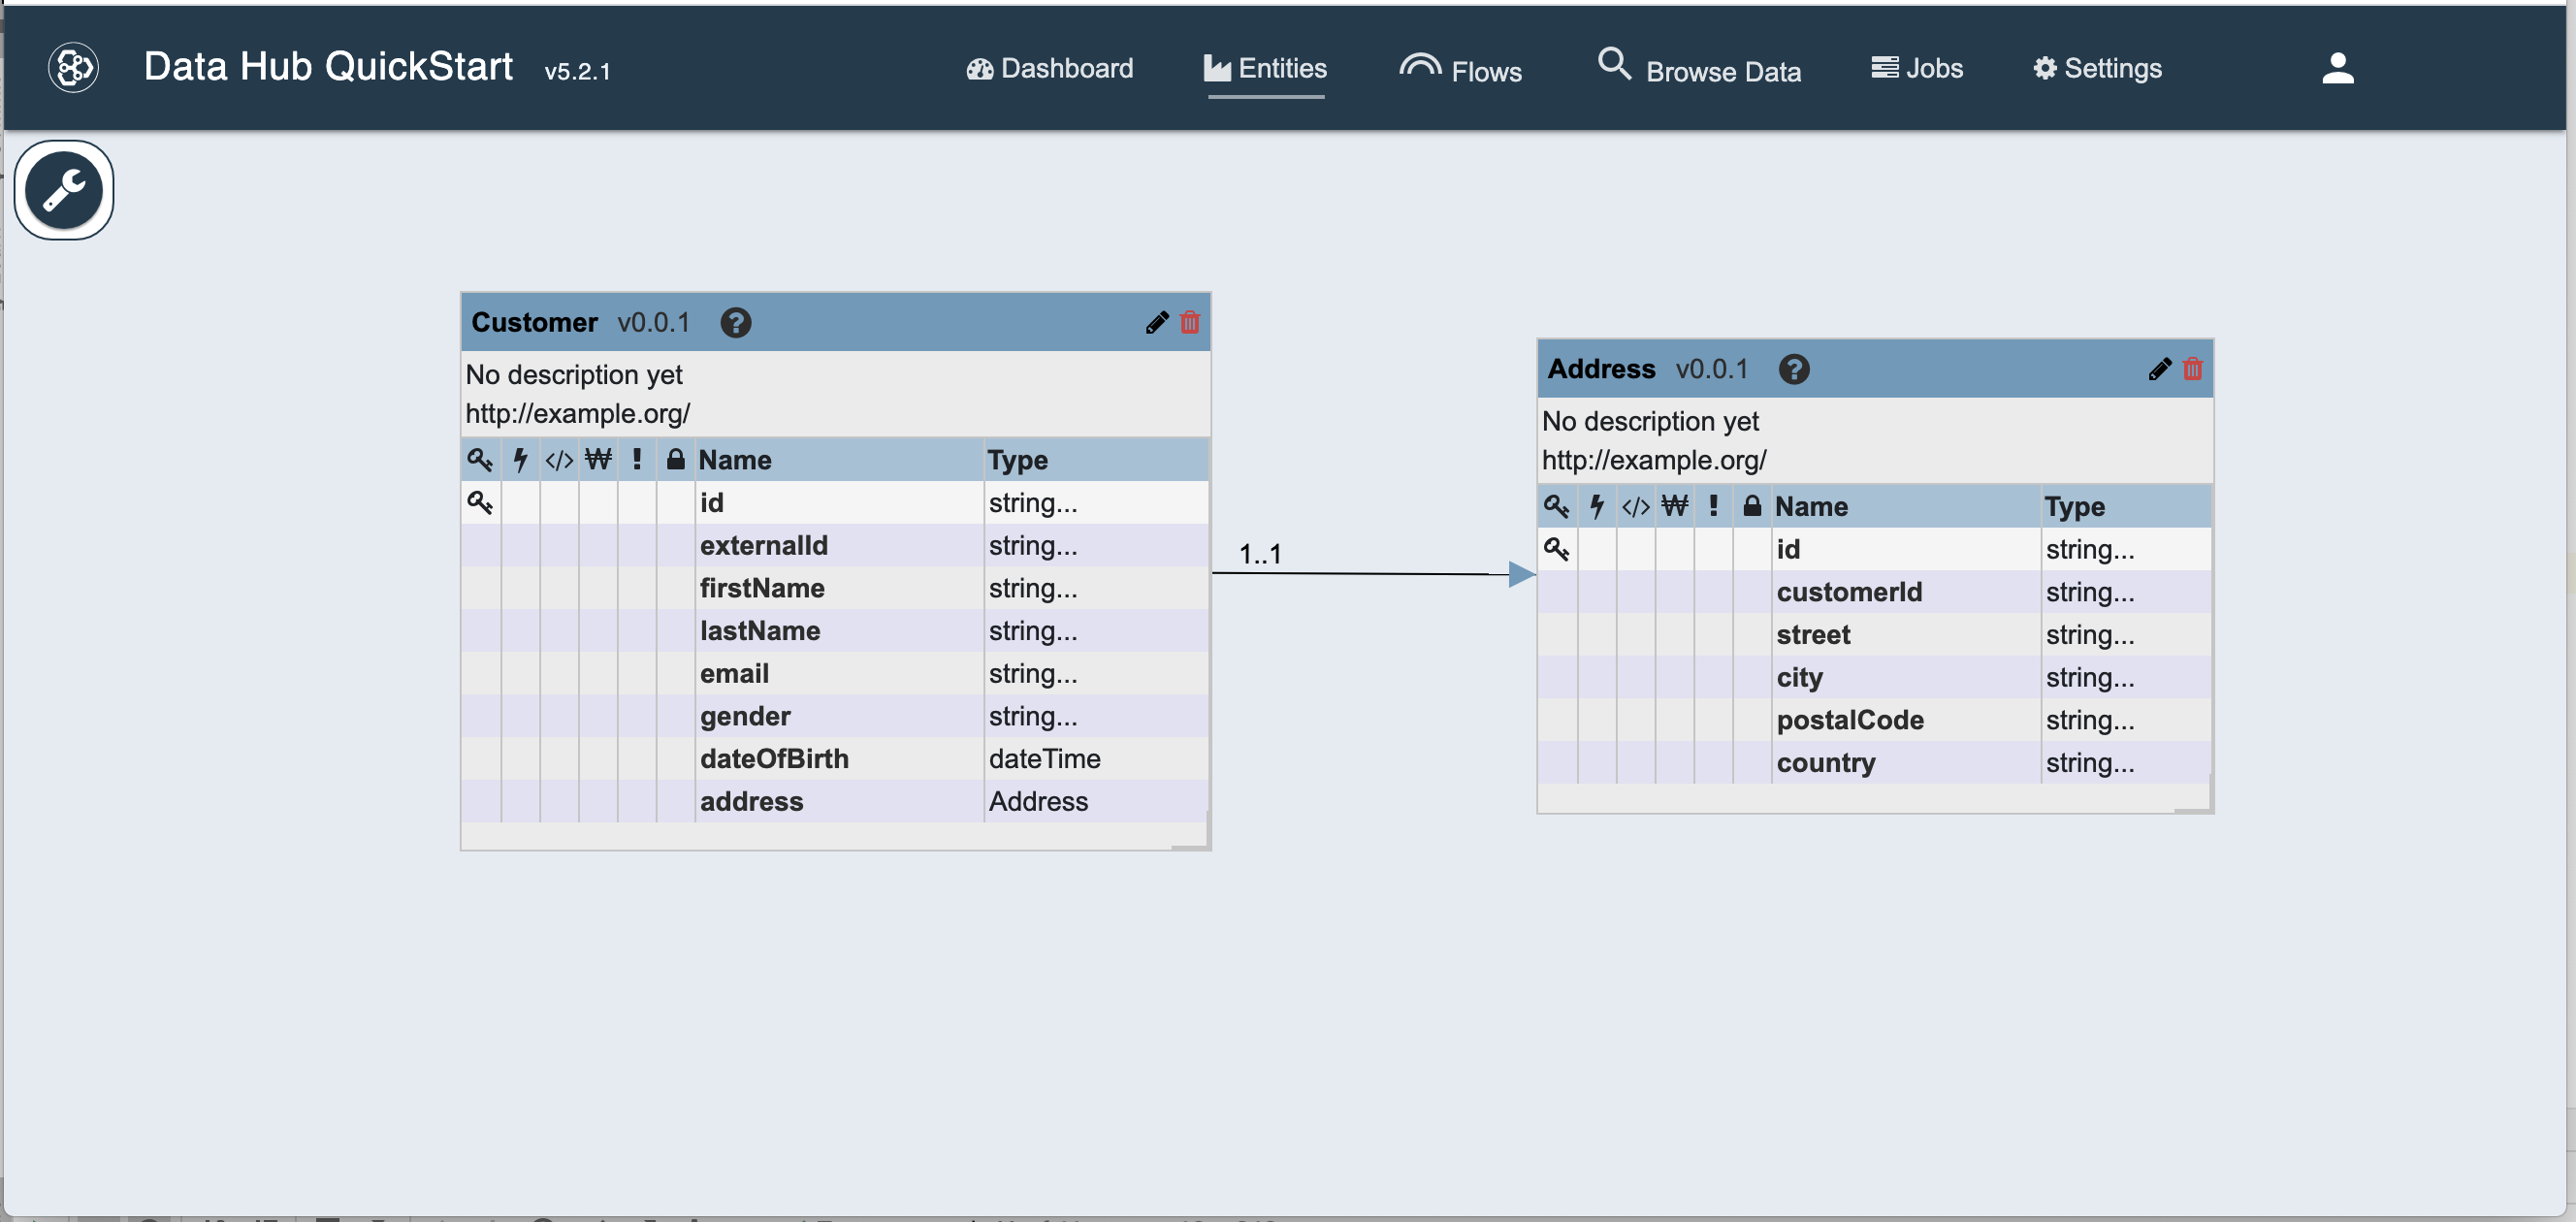 Data Hub QuickStart v5.2.1 Dashboard Entities Flows Browse Data Jobs Settings
Customer v0.0.1
No description yet
http://example.org/
Name Type
id string...
externalId string...
firstName string...
lastName string...
email string...
gender string...
dateOfBirth dateTime
address Address
1..1
Address v0.0.1
No description yet
http://example.org/
Name Type
id string...
customerId string...
street string...
city string...
postalCode string...
country string...